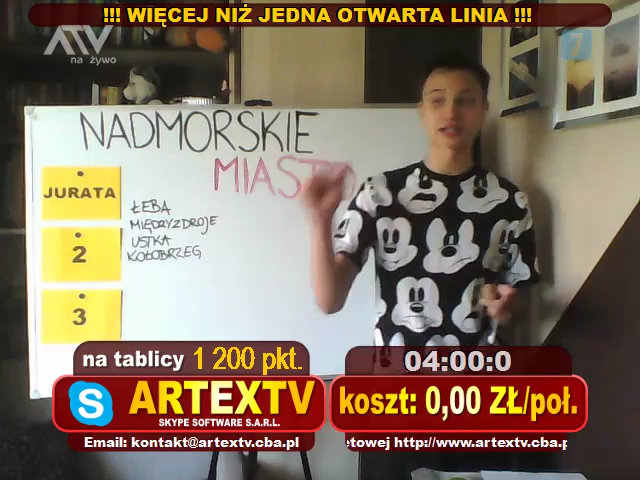 !!! WIĘCEJ NIŻ JEDNA OTWARTA LINIA !!!
ATV
na żywo
7
NADMORSKIE
MIASTO
JURATA
2
3
ŁEBA
MIĘDZYZDROJE
USTKA
KOŁOBRZEG
na tablicy 1 200 pkt.
04:00:0
S ARTEXTV
SKYPE SOFTWARE S.A.R.L.
koszt: 0,00 ZŁ/poł.
Email: kontakt@artextv.cba.pl
etowej http://www.artextv.cba.p